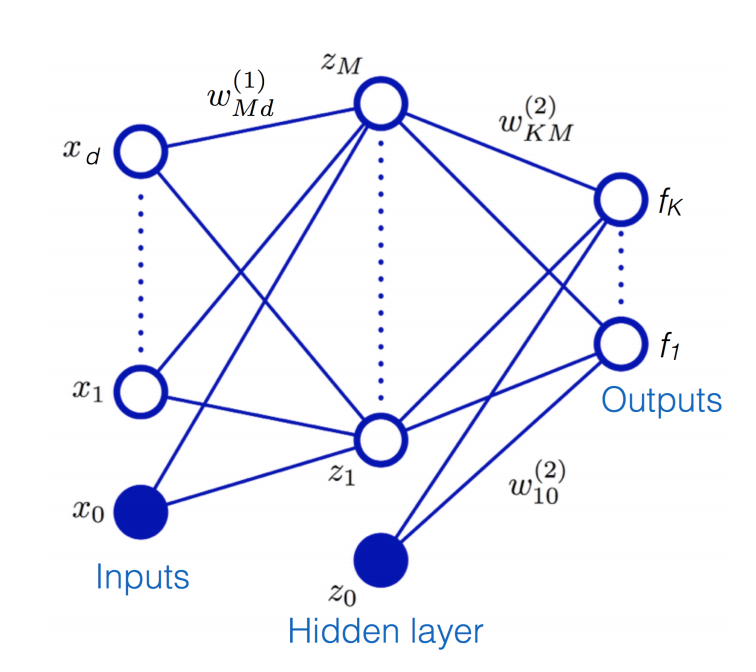 z_M
w_{Md}^{(1)}
w_{KM}^{(2)}
x_d
f_K
f_1
x_1
Outputs
z_1
w_{10}^{(2)}
x_0
Inputs
z_0
Hidden layer